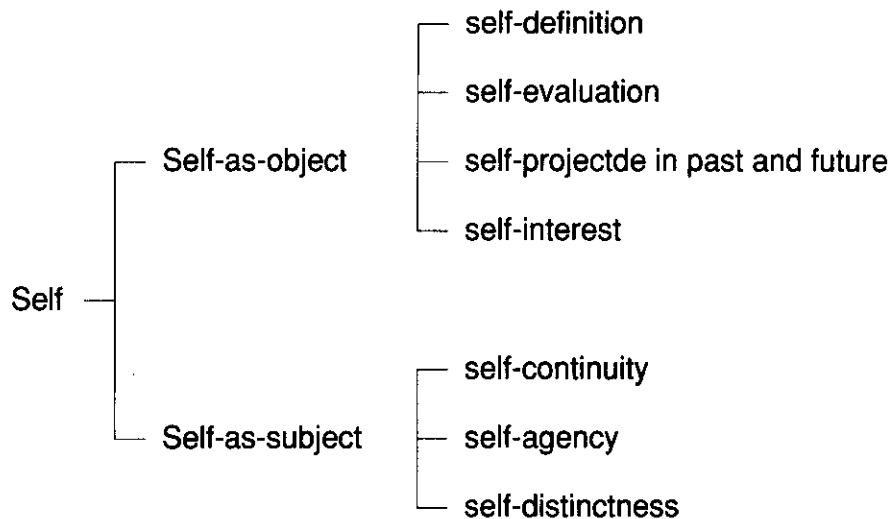 self-definition
self-evaluation
Self-as-object
self-projectde in past and future
self-interest
Self
self-continuity
Self-as-subject
self-agency
self-distinctness